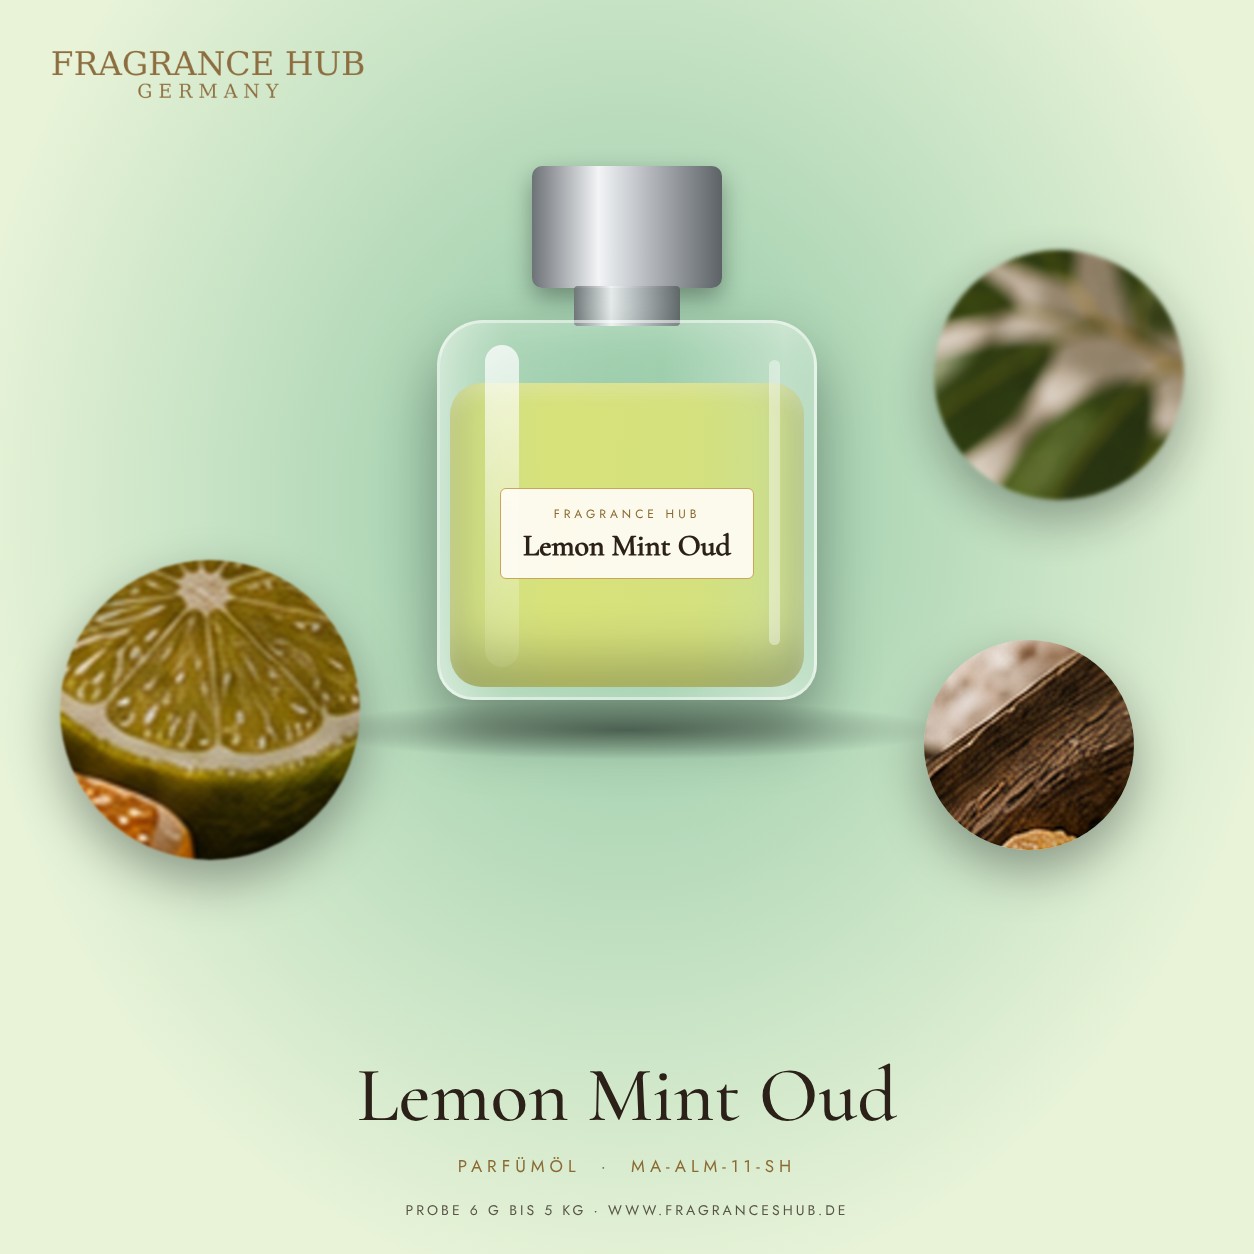 FRAGRANCE HUB
GERMANY
FRAGRANCE HUB
Lemon Mint Oud
Lemon Mint Oud
PARFÜMÖL · MA-ALM-11-SH
PROBE 6 G BIS 5 KG · WWW.FRAGRANCESHUB.DE